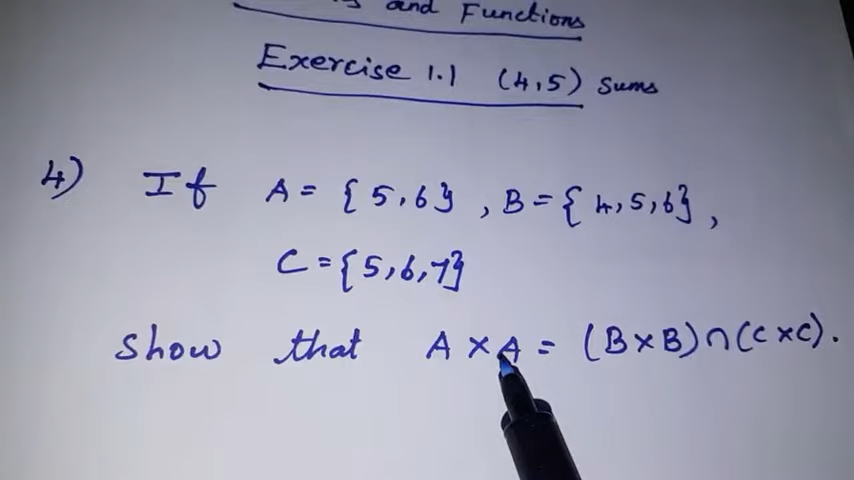 and Functions
Exercise 1.1 (4,5) Sums
4) If A = {5,6}, B = {4,5,6},
C = {5,6,7}
show that A × A = (B × B) ∩ (C × C).